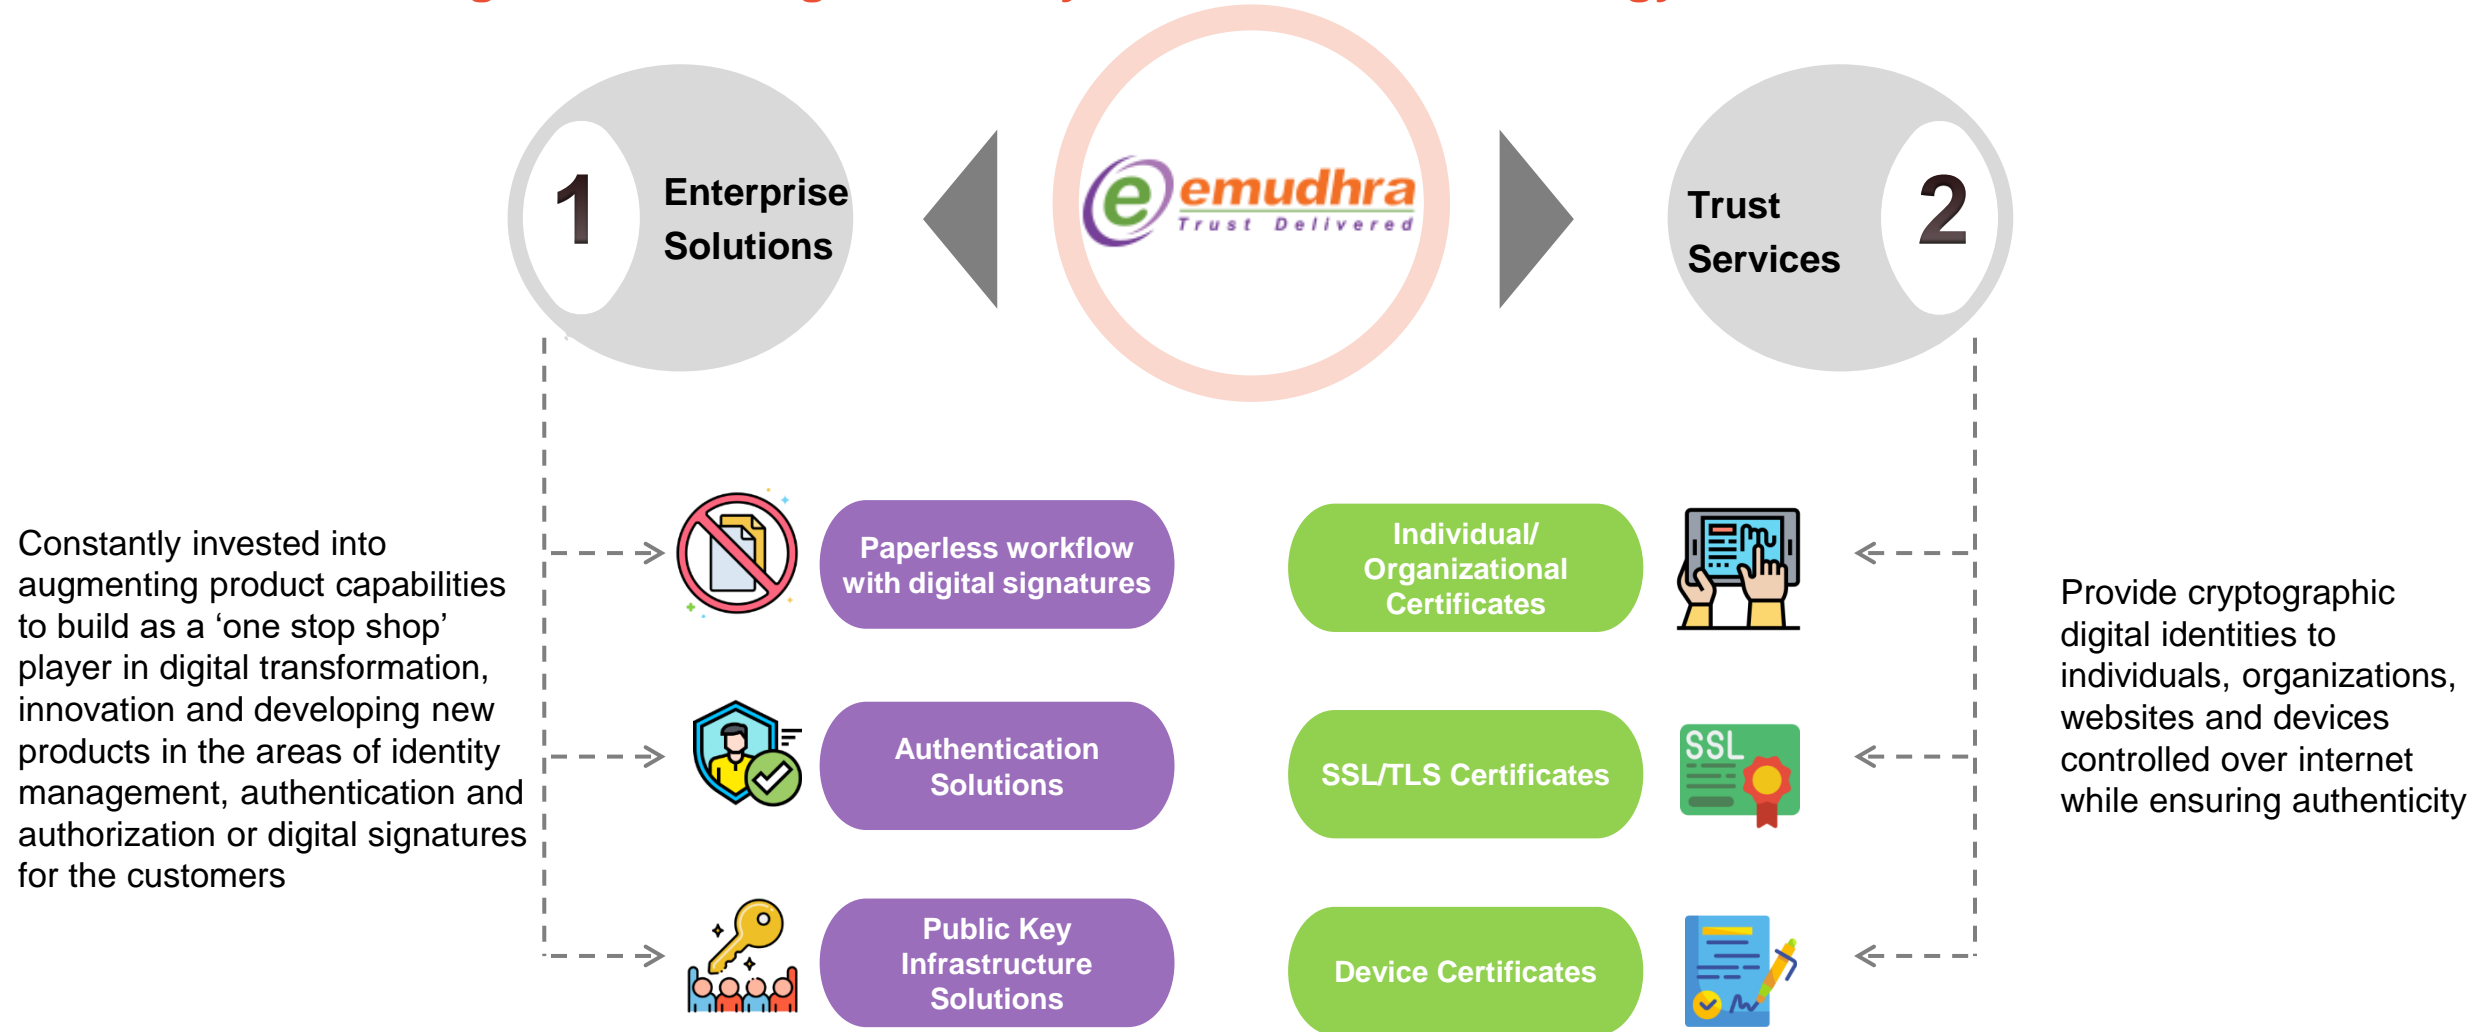 1
Enterprise
Solutions
emudhra
Trust Delivered
Trust
Services
2
Constantly invested into
augmenting product capabilities
to build as a ‘one stop shop’
player in digital transformation,
innovation and developing new
products in the areas of identity
management, authentication and
authorization or digital signatures
for the customers
Paperless workflow
with digital signatures
Authentication
Solutions
Public Key
Infrastructure
Solutions
Individual/
Organizational
Certificates
SSL/TLS Certificates
SSL
Device Certificates
Provide cryptographic
digital identities to
individuals, organizations,
websites and devices
controlled over internet
while ensuring authenticity